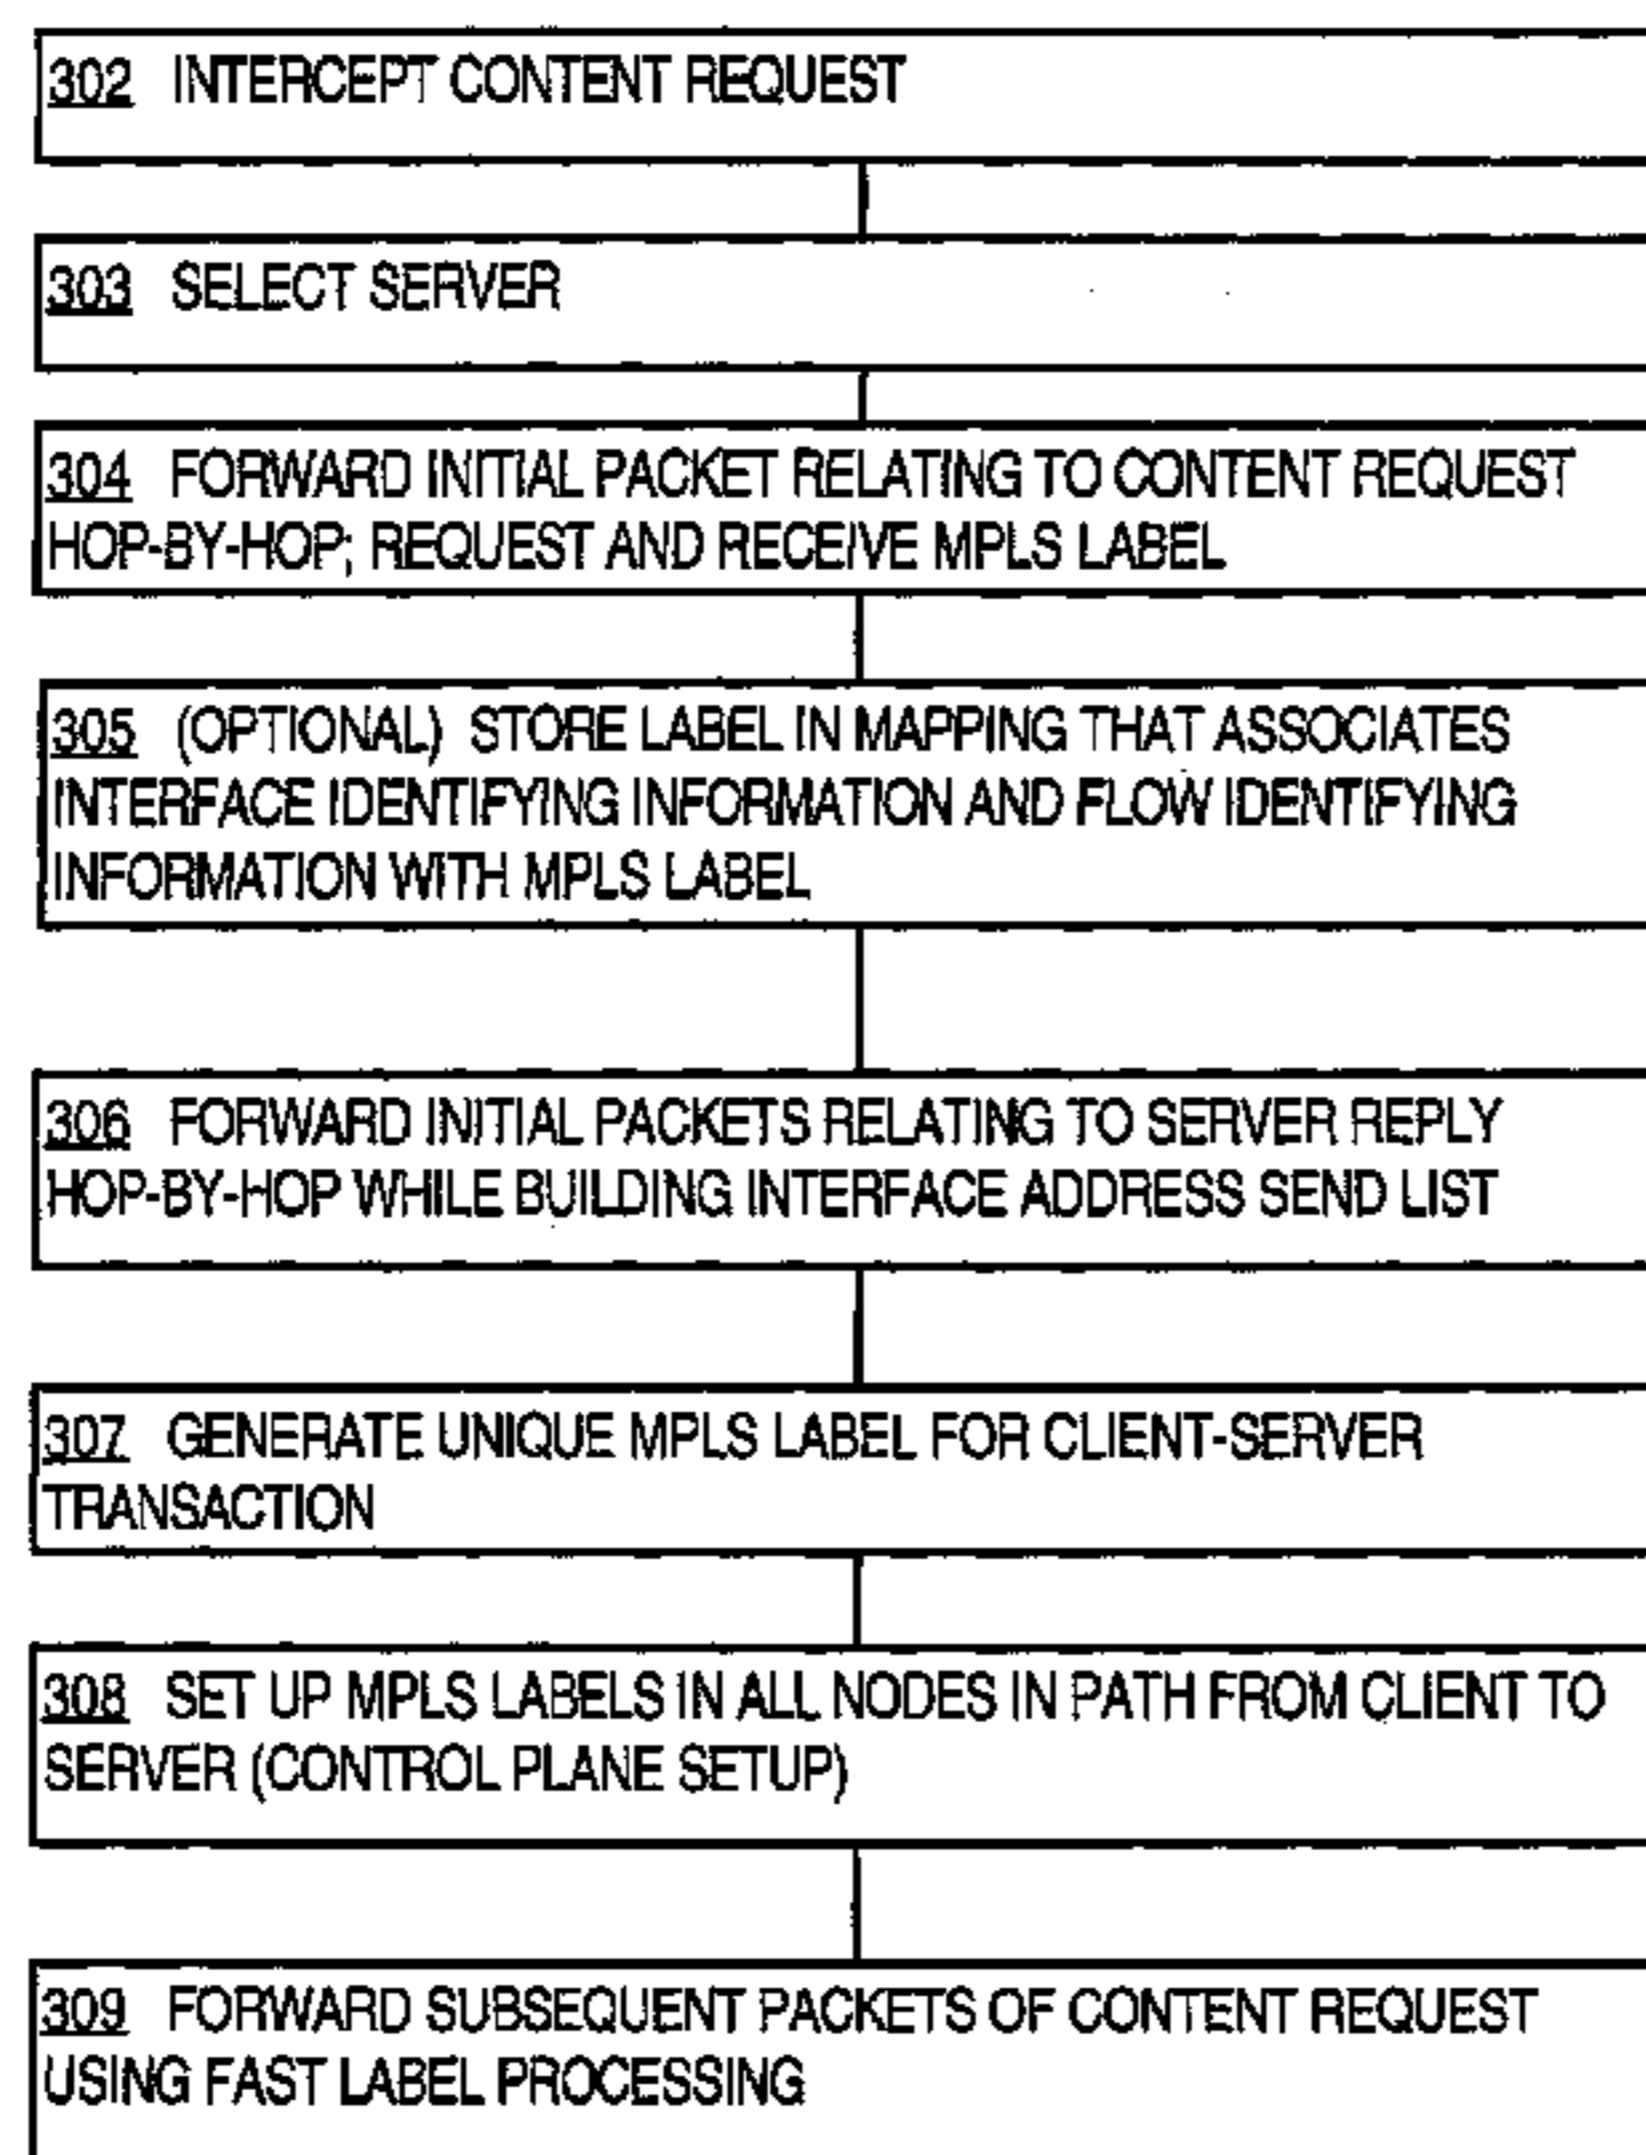 302 INTERCEPT CONTENT REQUEST
303 SELECT SERVER
304 FORWARD INITIAL PACKET RELATING TO CONTENT REQUEST
HOP-BY-HOP; REQUEST AND RECEIVE MPLS LABEL
305 (OPTIONAL) STORE LABEL IN MAPPING THAT ASSOCIATES
INTERFACE IDENTIFYING INFORMATION AND FLOW IDENTIFYING
INFORMATION WITH MPLS LABEL
306 FORWARD INITIAL PACKETS RELATING TO SERVER REPLY
HOP-BY-HOP WHILE BUILDING INTERFACE ADDRESS SEND LIST
307 GENERATE UNIQUE MPLS LABEL FOR CLIENT-SERVER
TRANSACTION
308 SET UP MPLS LABELS IN ALL NODES IN PATH FROM CLIENT TO
SERVER (CONTROL PLANE SETUP)
309 FORWARD SUBSEQUENT PACKETS OF CONTENT REQUEST
USING FAST LABEL PROCESSING